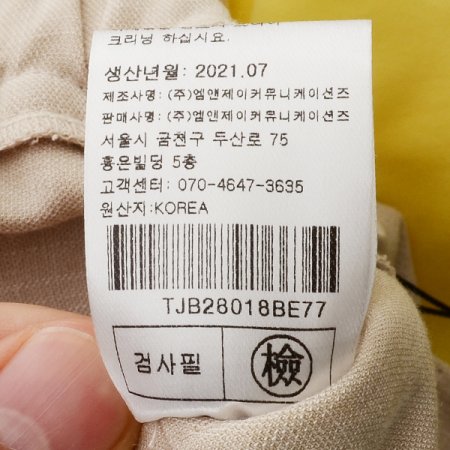 크리닝 하십시요.
생산년월: 2021.07
제조사명: (주)엠앤제이커뮤니케이션즈
판매사명: (주)엠앤제이커뮤니케이션즈
서울시 금천구 두산로 75
홍은빌딩 5층
고객센터: 070-4647-3635
원산지:KOREA
TJB28018BE77
검사필 檢